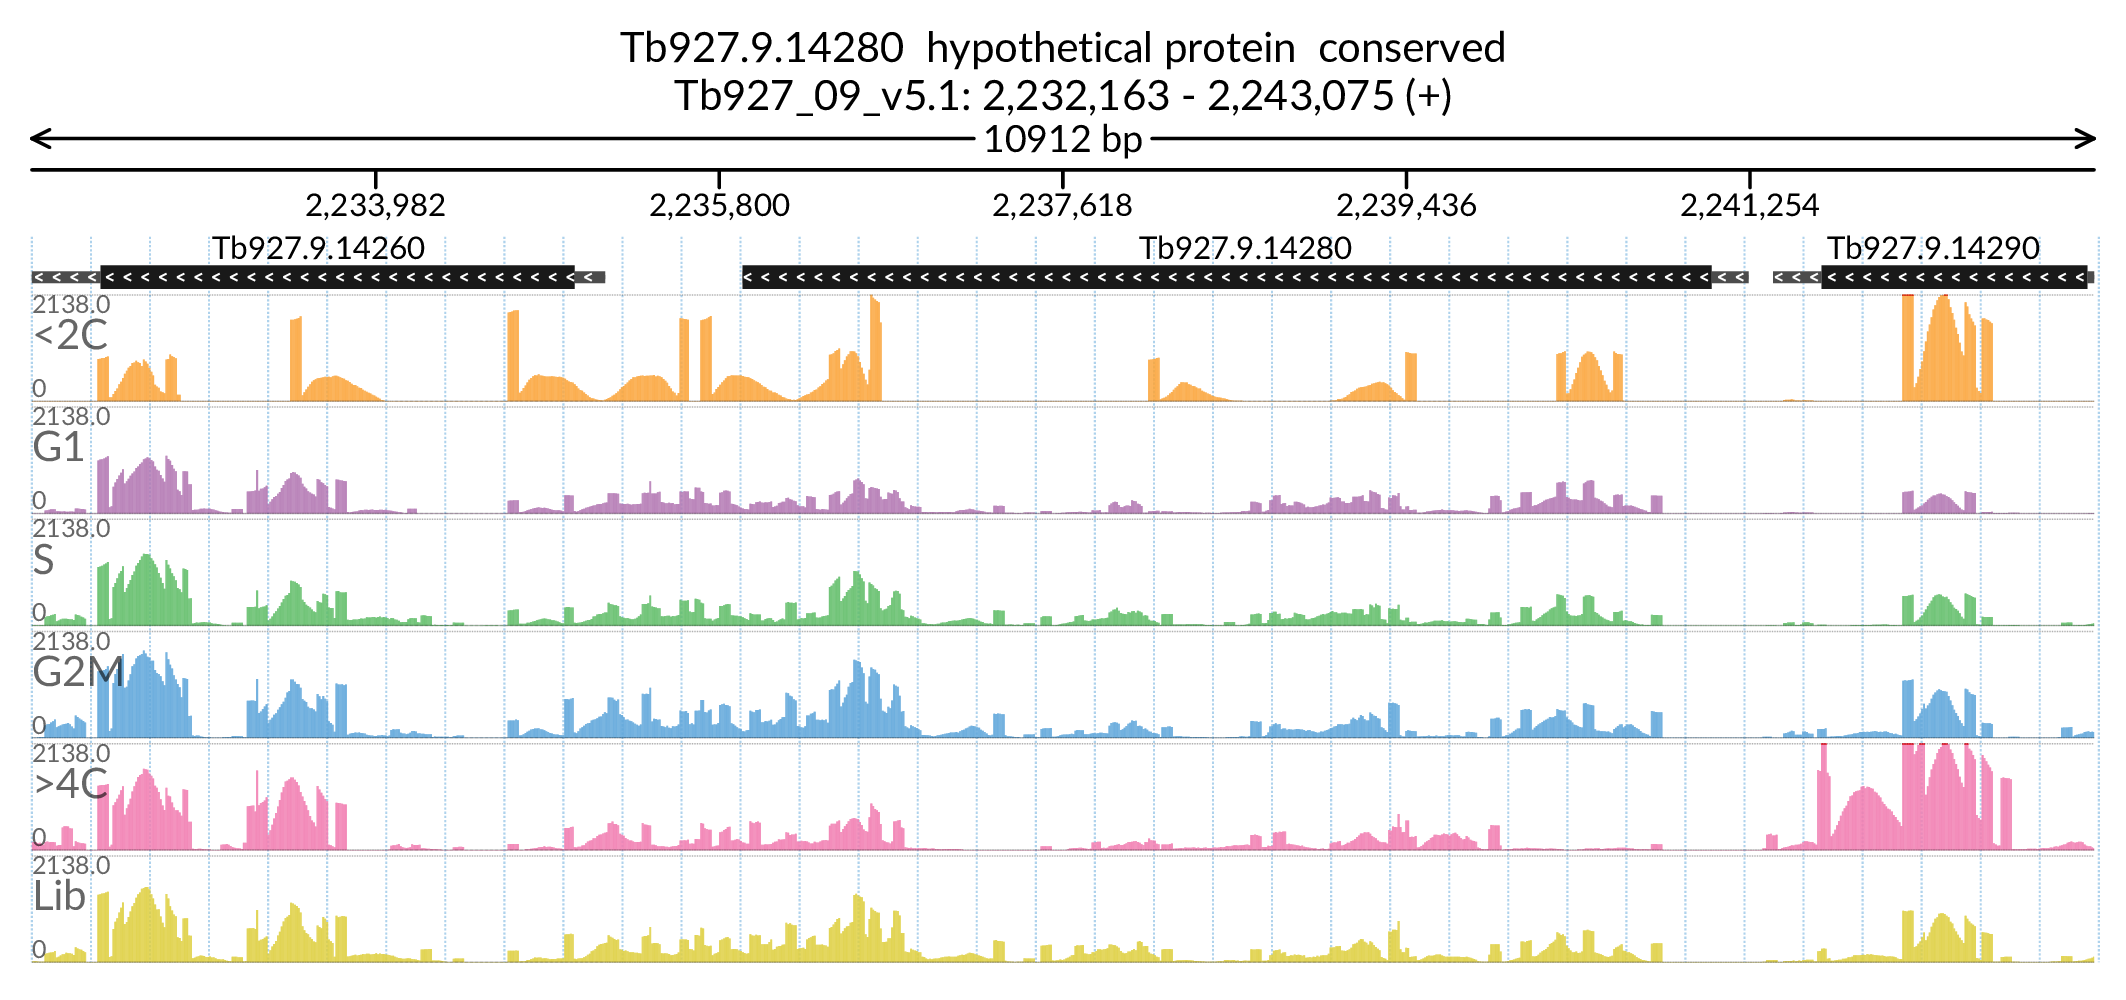 Tb927.9.14280  hypothetical protein  conserved
Tb927_09_v5.1: 2,232,163 - 2,243,075 (+)
10912 bp
2,233,982 2,235,800 2,237,618 2,239,436 2,241,254
Tb927.9.14260 Tb927.9.14280 Tb927.9.14290
2138.0
<2C
0
2138.0
G1
0
2138.0
S
0
2138.0
G2M
0
2138.0
>4C
0
2138.0
Lib
0